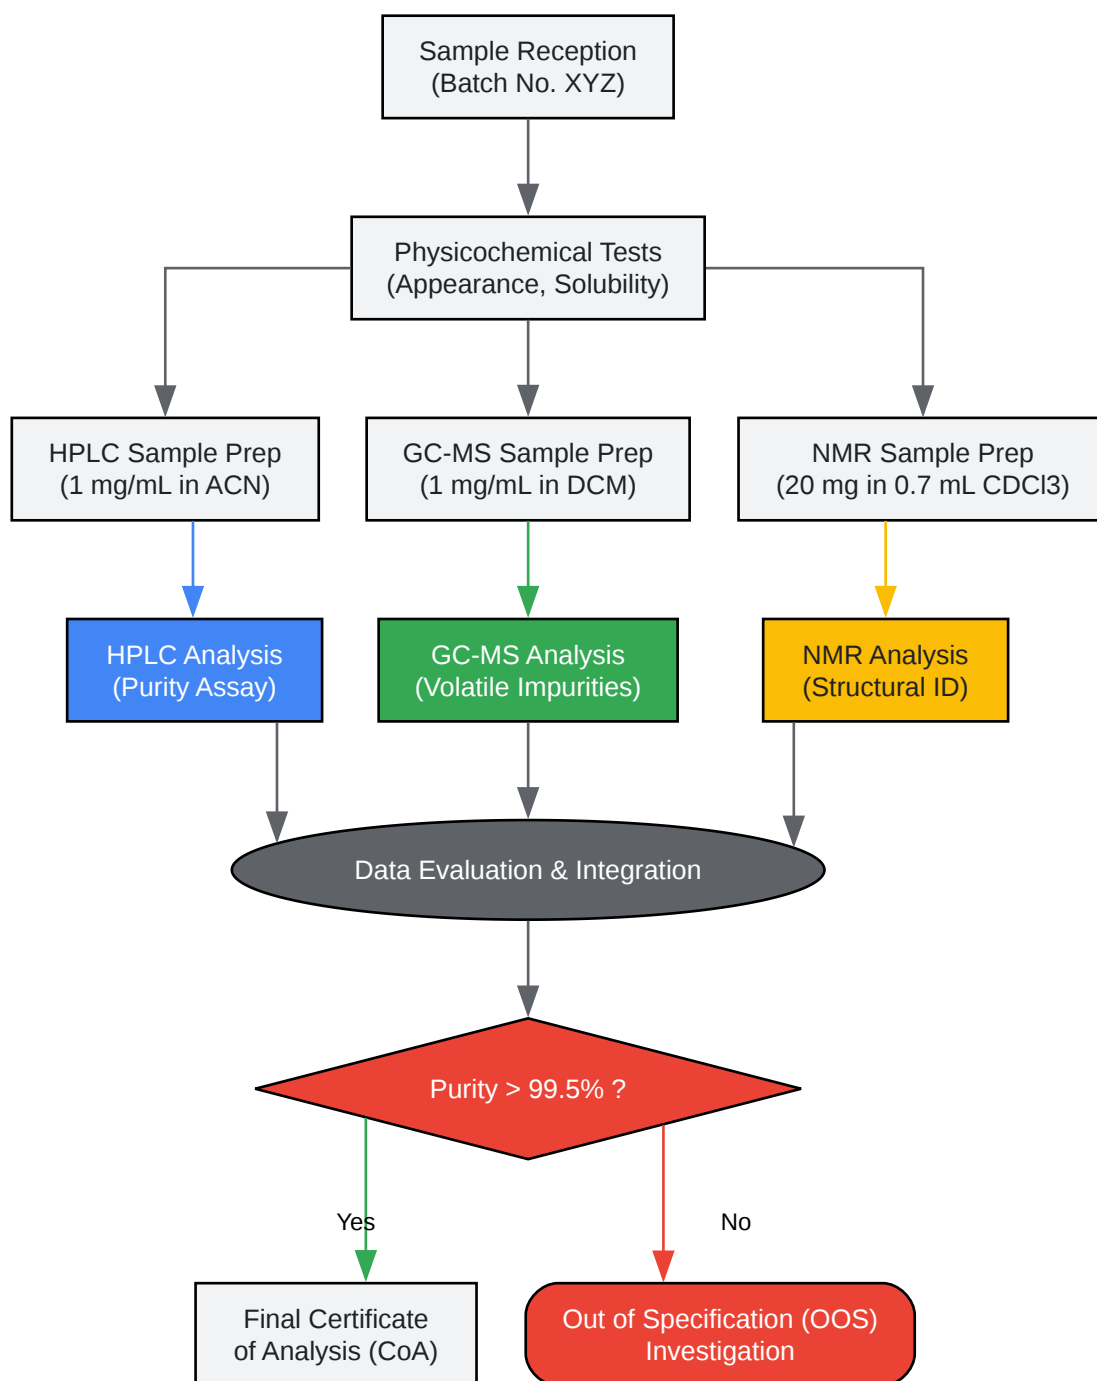 Sample Reception
(Batch No. XYZ)
Physicochemical Tests
(Appearance, Solubility)
HPLC Sample Prep
(1 mg/mL in ACN)
GC-MS Sample Prep
(1 mg/mL in DCM)
NMR Sample Prep
(20 mg in 0.7 mL CDCl3)
HPLC Analysis
(Purity Assay)
GC-MS Analysis
(Volatile Impurities)
NMR Analysis
(Structural ID)
Data Evaluation & Integration
Purity > 99.5% ?
Yes
No
Final Certificate
of Analysis (CoA)
Out of Specification (OOS)
Investigation